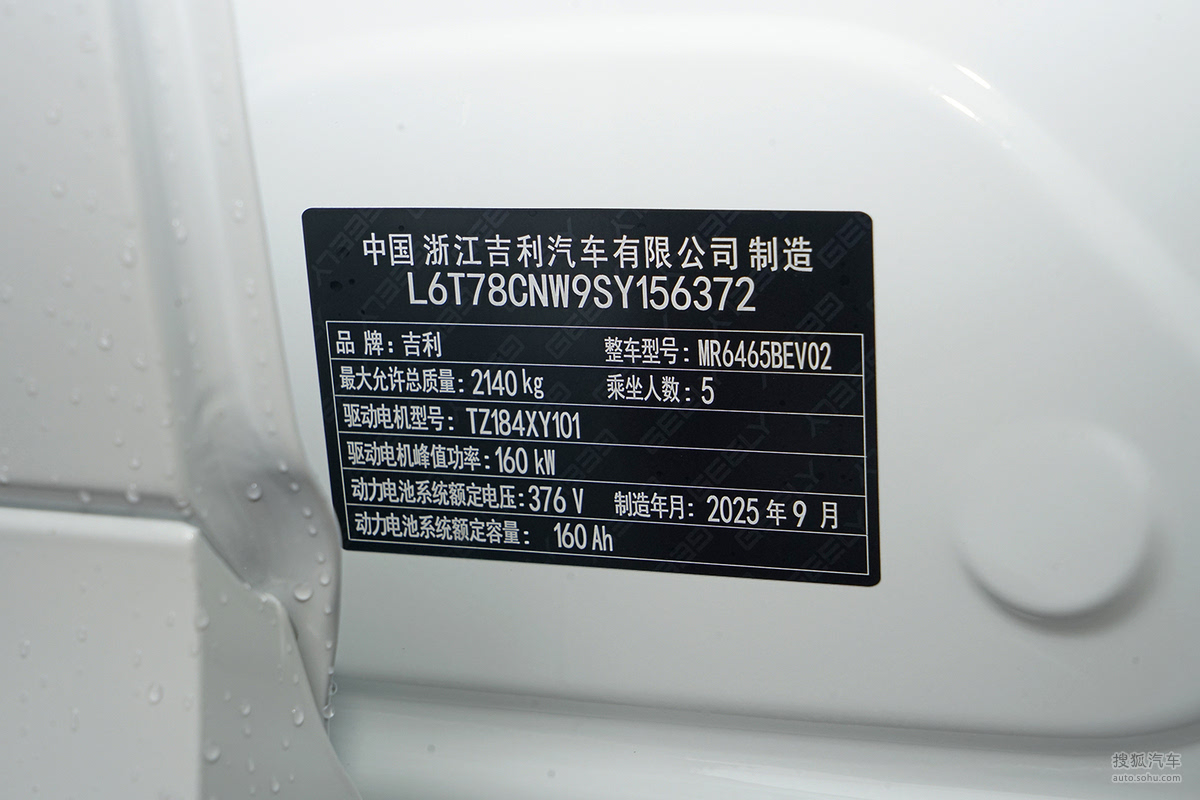 中国 浙江吉利汽车有限公司 制造
L6T78CNW9SY156372
品 牌：吉利 整车型号：MR6465BEV02
最大允许总质量：2140 kg 乘坐人数：5
驱动电机型号：TZ184XY101
驱动电机峰值功率：160 kW
动力电池系统额定电压：376 V 制造年月：2025 年 9 月
动力电池系统额定容量：160 Ah
搜狐汽车
auto.sohu.com